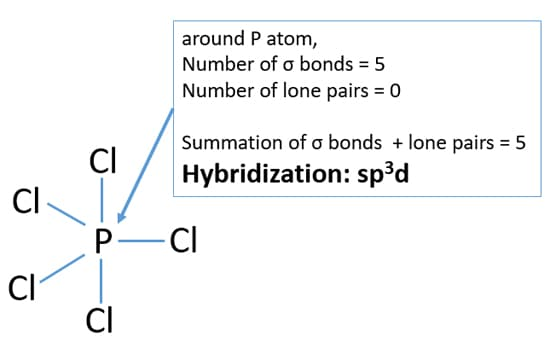 around P atom,
Number of σ bonds = 5
Number of lone pairs = 0
Summation of σ bonds + lone pairs = 5
Hybridization: sp³d
Cl
Cl
P
Cl
Cl
Cl